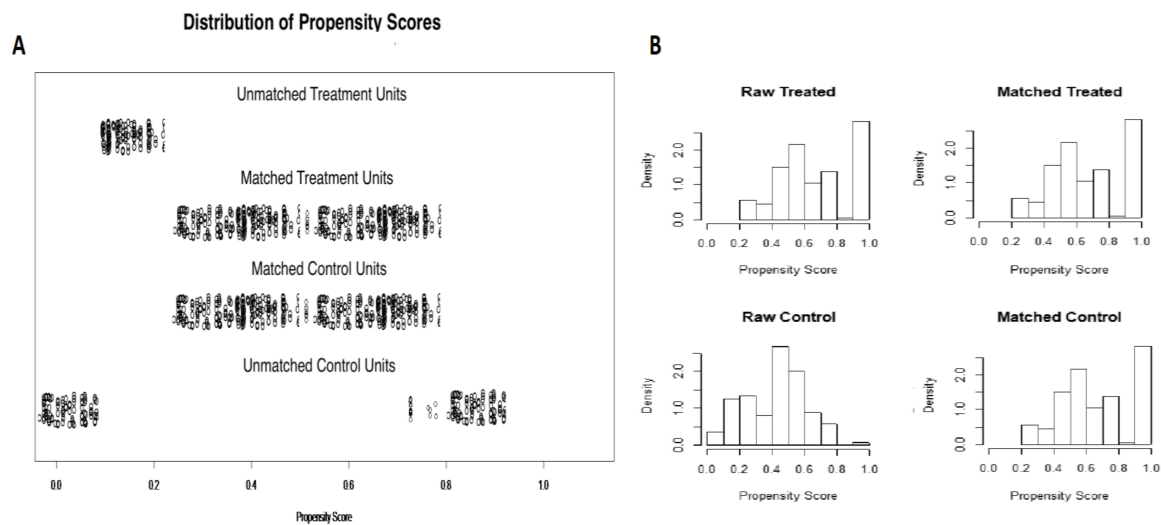 Distribution of Propensity Scores
A
Unmatched Treatment Units
Matched Treatment Units
Matched Control Units
Unmatched Control Units
0.0 0.2 0.4 0.6 0.8 1.0
Propensity Score
B
Raw Treated
Density
0.0 1.0 2.0
0.0 0.2 0.4 0.6 0.8 1.0
Propensity Score
Matched Treated
Density
0.0 1.0 2.0
0.0 0.2 0.4 0.6 0.8 1.0
Propensity Score
Raw Control
Density
0.0 1.0 2.0
0.0 0.2 0.4 0.6 0.8 1.0
Propensity Score
Matched Control
Density
0.0 1.0 2.0
0.0 0.2 0.4 0.6 0.8 1.0
Propensity Score